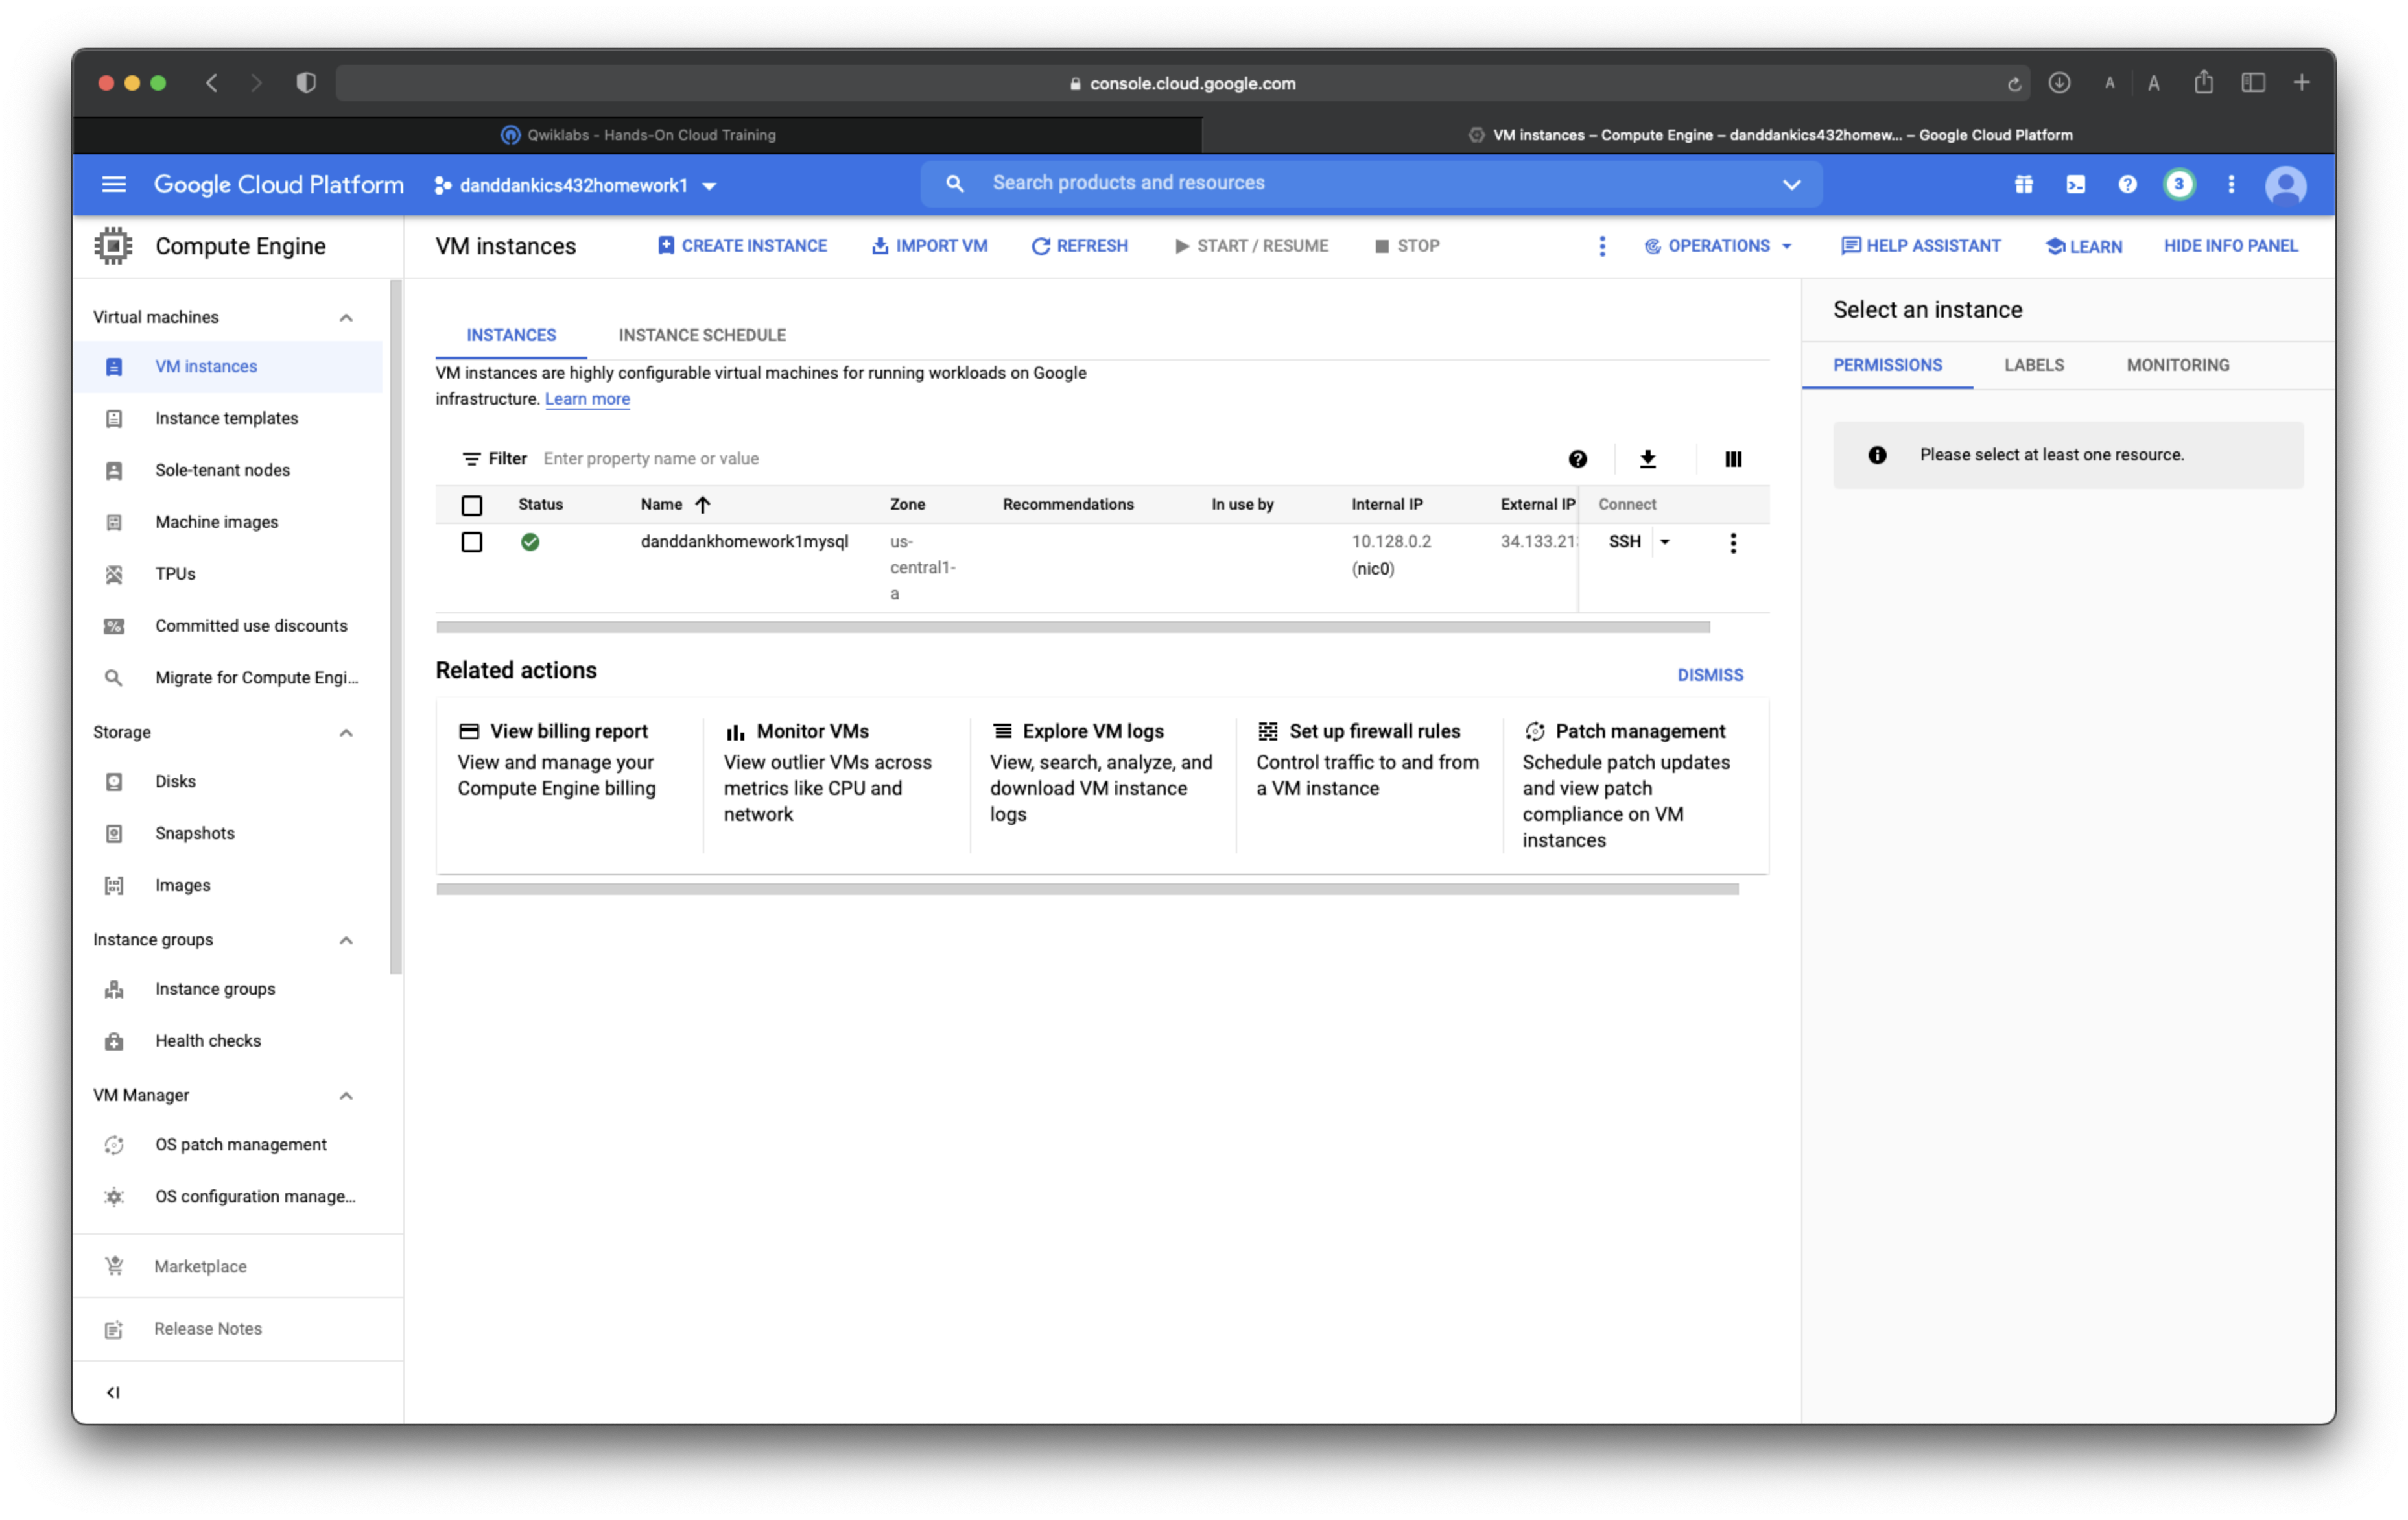 console.cloud.google.com
A
A
Qwiklabs - Hands-On Cloud Training
VM instances – Compute Engine – danddankics432homew... – Google Cloud Platform
Google Cloud Platform
danddankics432homework1
Search products and resources
3
Compute Engine
VM instances
CREATE INSTANCE
IMPORT VM
REFRESH
START / RESUME
STOP
OPERATIONS
HELP ASSISTANT
LEARN
HIDE INFO PANEL
Virtual machines
VM instances
Instance templates
Sole-tenant nodes
Machine images
TPUs
Committed use discounts
Migrate for Compute Engi...
Storage
Disks
Snapshots
Images
Instance groups
Instance groups
Health checks
VM Manager
OS patch management
OS configuration manage...
Marketplace
Release Notes
INSTANCES
INSTANCE SCHEDULE
VM instances are highly configurable virtual machines for running workloads on Google
infrastructure. Learn more
Filter
Enter property name or value
Status
Name
Zone
Recommendations
In use by
Internal IP
External IP
Connect
danddankhomework1mysql
us-
central1-
a
10.128.0.2
(nic0)
34.133.21
SSH
Related actions
DISMISS
View billing report
View and manage your
Compute Engine billing
Monitor VMs
View outlier VMs across
metrics like CPU and
network
Explore VM logs
View, search, analyze, and
download VM instance
logs
Set up firewall rules
Control traffic to and from
a VM instance
Patch management
Schedule patch updates
and view patch
compliance on VM
instances
Select an instance
PERMISSIONS
LABELS
MONITORING
Please select at least one resource.